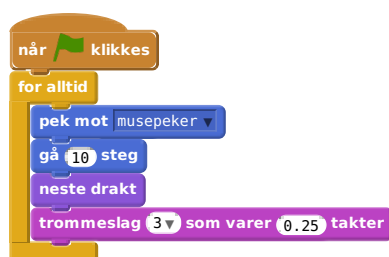 når klikkes
for alltid
pek mot musepeker
gå 10 steg
neste drakt
trommeslag 3 som varer 0.25 takter